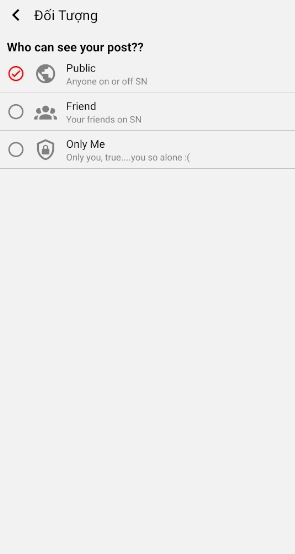 Đối Tượng
Who can see your post??
Public
Anyone on or off SN
Friend
Your friends on SN
Only Me
Only you, true....you so alone :(